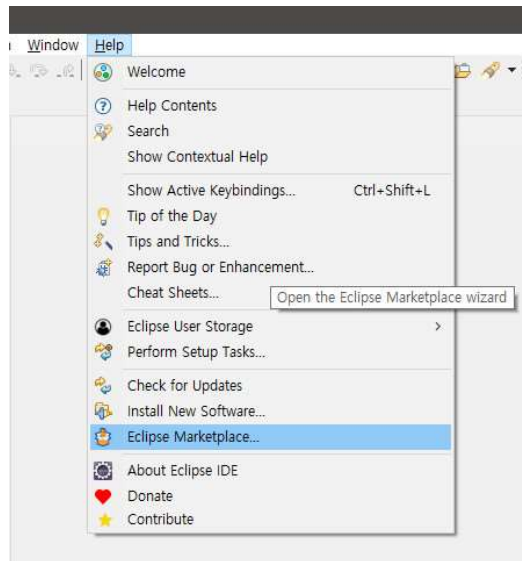 Window Help
Welcome
Help Contents
Search
Show Contextual Help
Show Active Keybindings... Ctrl+Shift+L
Tip of the Day
Tips and Tricks...
Report Bug or Enhancement...
Cheat Sheets...
Open the Eclipse Marketplace wizard
Eclipse User Storage
Perform Setup Tasks...
Check for Updates
Install New Software...
Eclipse Marketplace...
About Eclipse IDE
Donate
Contribute